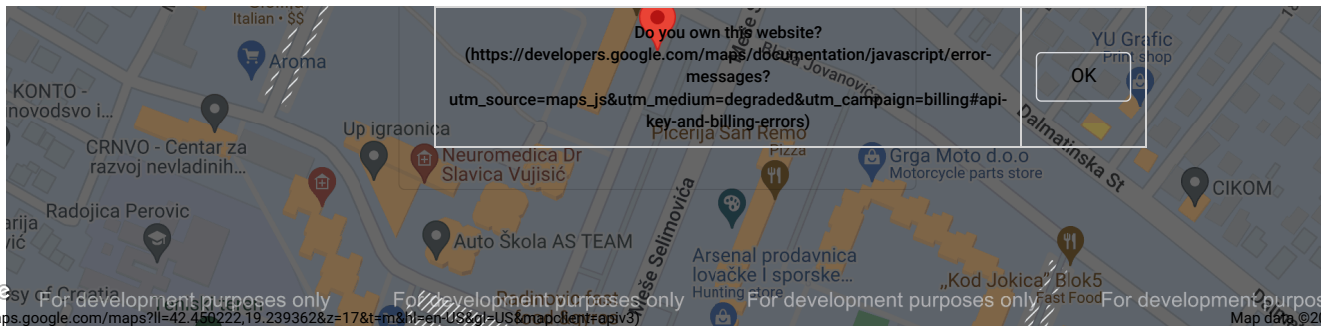 Italian • $$
Do you own this website?
(https://developers.google.com/maps/documentation/javascript/error-
messages?
utm_source=maps_js&utm_medium=degraded&utm_campaign=billing#api-
key-and-billing-errors)
OK
YU Grafic
Print shop
Aroma
Blaža Jovanovića
KONTO -
novodsvo i...
Up igraonica
Picerija San Remo
Pizza
Dalmatinska St
CRNVO - Centar za
razvoj nevladinih...
Neuromedica Dr
Slavica Vujisić
Grga Moto d.o.o
Motorcycle parts store
CIKOM
Radojica Perovic
Meše Selimovića
Auto Škola AS TEAM
Arsenal prodavnica
lovačke I sporske...
Hunting store
„Kod Jokica” Blok5
Fast Food
For development purposes only
For development purposes only
For development purposes only
For development purpos
ps.google.com/maps?ll=42.450222,19.239362&z=17&t=m&hl=en-US&gl=US&mapclient=apiv3)
Map data ©20